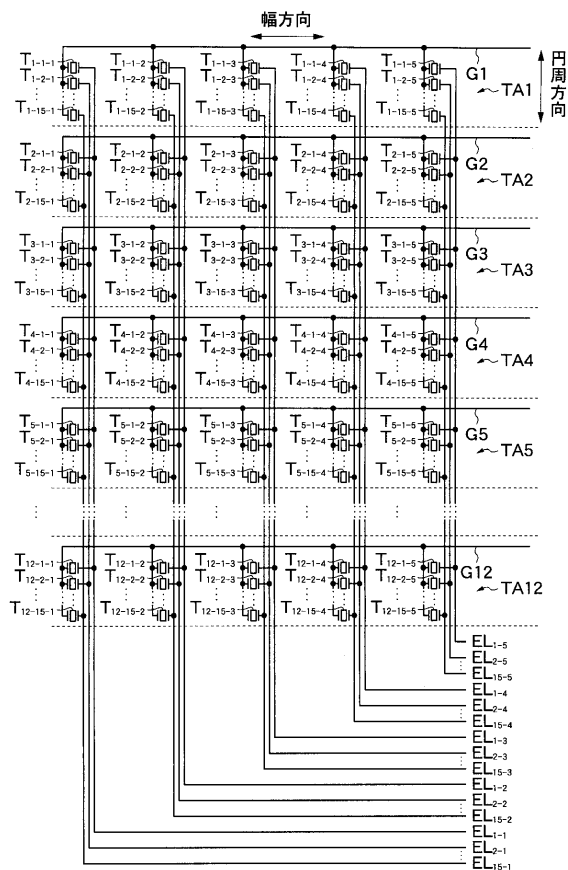 幅方向
円周方向
T1-1-1 T1-1-2 T1-1-3 T1-1-4 T1-1-5 G1
T1-2-1 T1-2-2 T1-2-3 T1-2-4 T1-2-5 TA1
T1-15-1 T1-15-2 T1-15-3 T1-15-4 T1-15-5
T2-1-1 T2-1-2 T2-1-3 T2-1-4 T2-1-5 G2
T2-2-1 T2-2-2 T2-2-3 T2-2-4 T2-2-5 TA2
T2-15-1 T2-15-2 T2-15-3 T2-15-4 T2-15-5
T3-1-1 T3-1-2 T3-1-3 T3-1-4 T3-1-5 G3
T3-2-1 T3-2-2 T3-2-3 T3-2-4 T3-2-5 TA3
T3-15-1 T3-15-2 T3-15-3 T3-15-4 T3-15-5
T4-1-1 T4-1-2 T4-1-3 T4-1-4 T4-1-5 G4
T4-2-1 T4-2-2 T4-2-3 T4-2-4 T4-2-5 TA4
T4-15-1 T4-15-2 T4-15-3 T4-15-4 T4-15-5
T5-1-1 T5-1-2 T5-1-3 T5-1-4 T5-1-5 G5
T5-2-1 T5-2-2 T5-2-3 T5-2-4 T5-2-5 TA5
T5-15-1 T5-15-2 T5-15-3 T5-15-4 T5-15-5
T12-1-1 T12-1-2 T12-1-3 T12-1-4 T12-1-5 G12
T12-2-1 T12-2-2 T12-2-3 T12-2-4 T12-2-5 TA12
T12-15-1 T12-15-2 T12-15-3 T12-15-4 T12-15-5
EL1-5
EL2-5
EL15-5
EL1-4
EL2-4
EL15-4
EL1-3
EL2-3
EL15-3
EL1-2
EL2-2
EL15-2
EL1-1
EL2-1
EL15-1